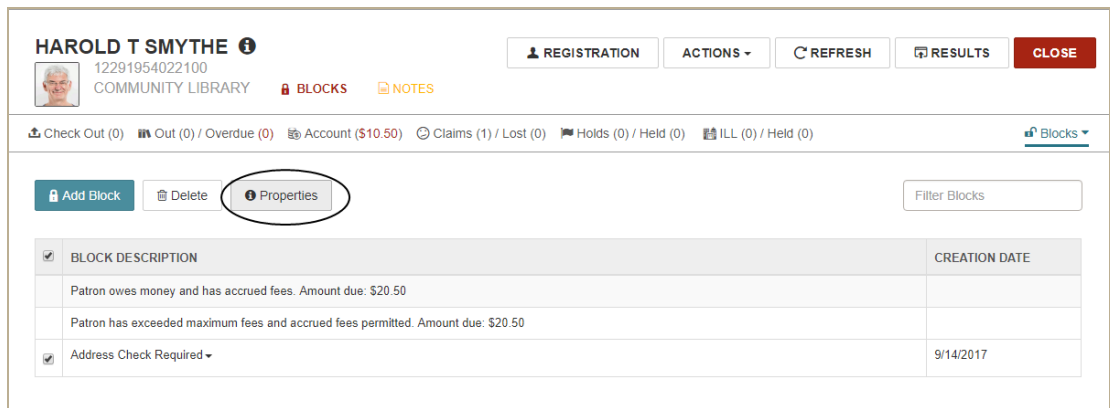 HAROLD T SMYTHE
12291954022100
COMMUNITY LIBRARY
BLOCKS
NOTES
REGISTRATION
ACTIONS
REFRESH
RESULTS
CLOSE
Check Out (0) Out (0) / Overdue (0) Account ($10.50) Claims (1) / Lost (0) Holds (0) / Held (0) ILL (0) / Held (0) Blocks
Add Block Delete Properties Filter Blocks
BLOCK DESCRIPTION CREATION DATE
Patron owes money and has accrued fees. Amount due: $20.50
Patron has exceeded maximum fees and accrued fees permitted. Amount due: $20.50
Address Check Required 9/14/2017